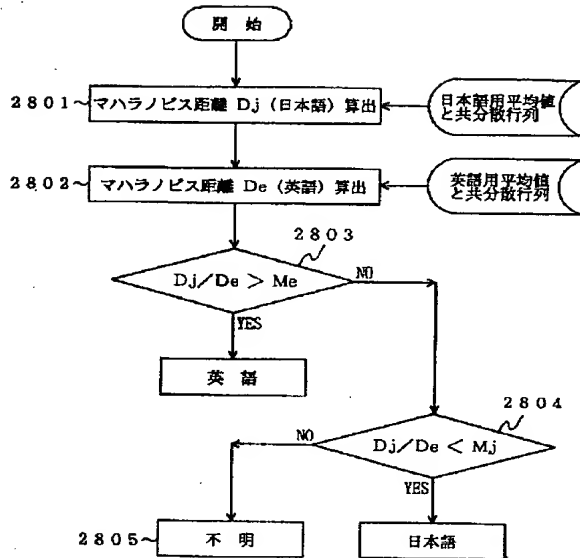 開始
2801 マハラノビス距離 Dj (日本語) 算出
日本語用平均値
と共分散行列
2802 マハラノビス距離 De (英語) 算出
英語用平均値
と共分散行列
2803
Dj/De > Me
NO
YES
英語
2804
Dj/De < Mj
NO
YES
2805 不明
日本語